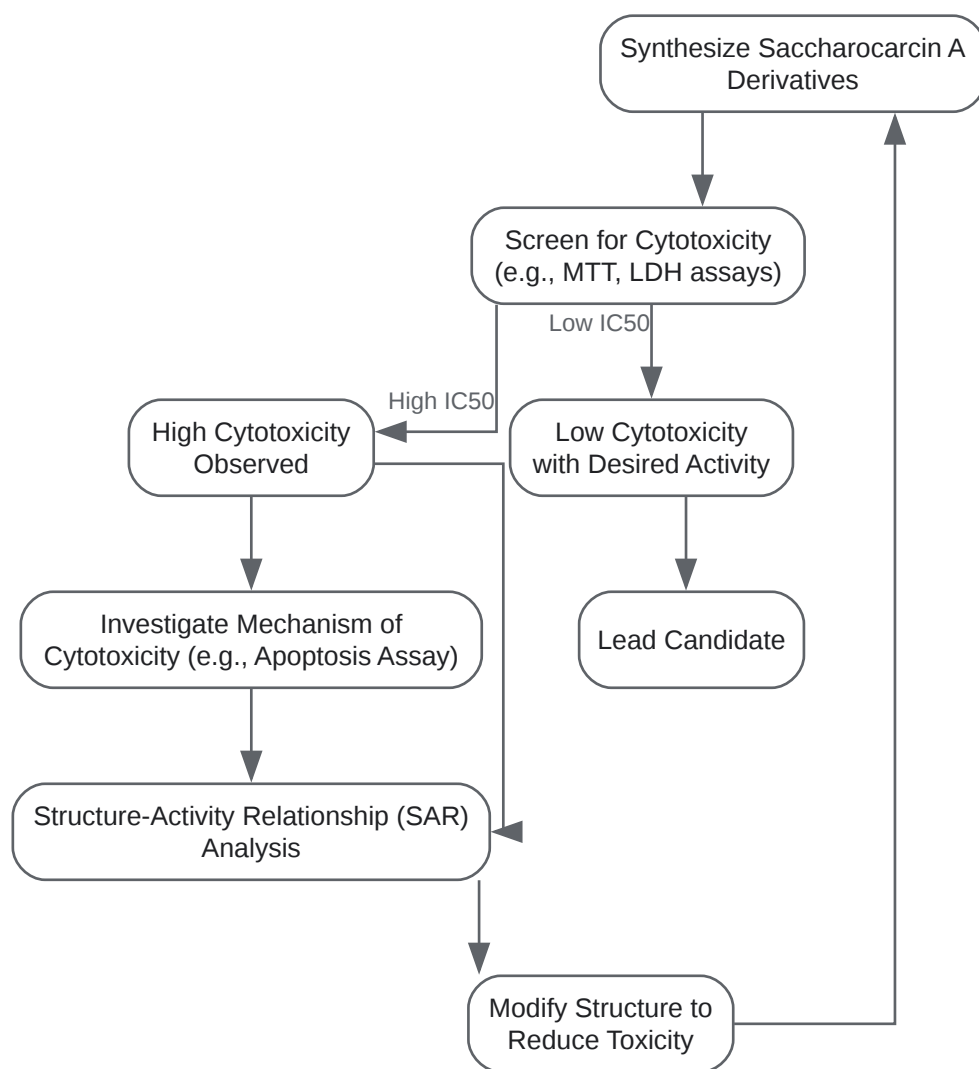 Synthesize Saccharocarcin A
Derivatives
Screen for Cytotoxicity
(e.g., MTT, LDH assays)
Low IC50
High IC50
High Cytotoxicity
Observed
Low Cytotoxicity
with Desired Activity
Investigate Mechanism of
Cytotoxicity (e.g., Apoptosis Assay)
Lead Candidate
Structure-Activity Relationship (SAR)
Analysis
Modify Structure to
Reduce Toxicity